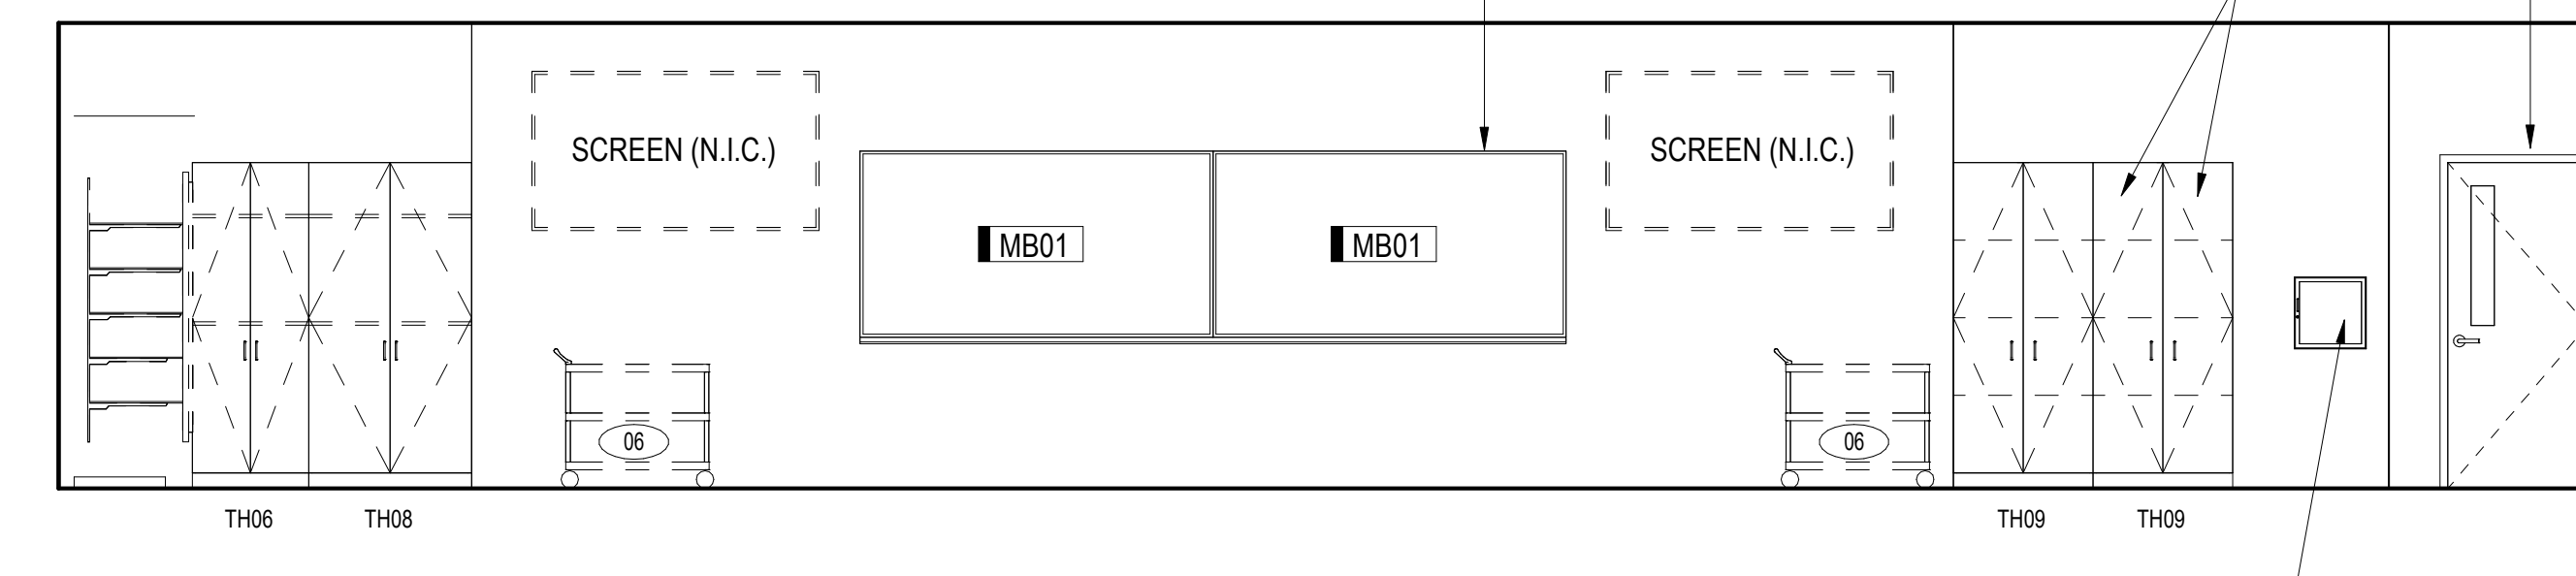 SCREEN (N.I.C.)
SCREEN (N.I.C.)
MB01
MB01
06
06
TH06
TH08
TH09
TH09